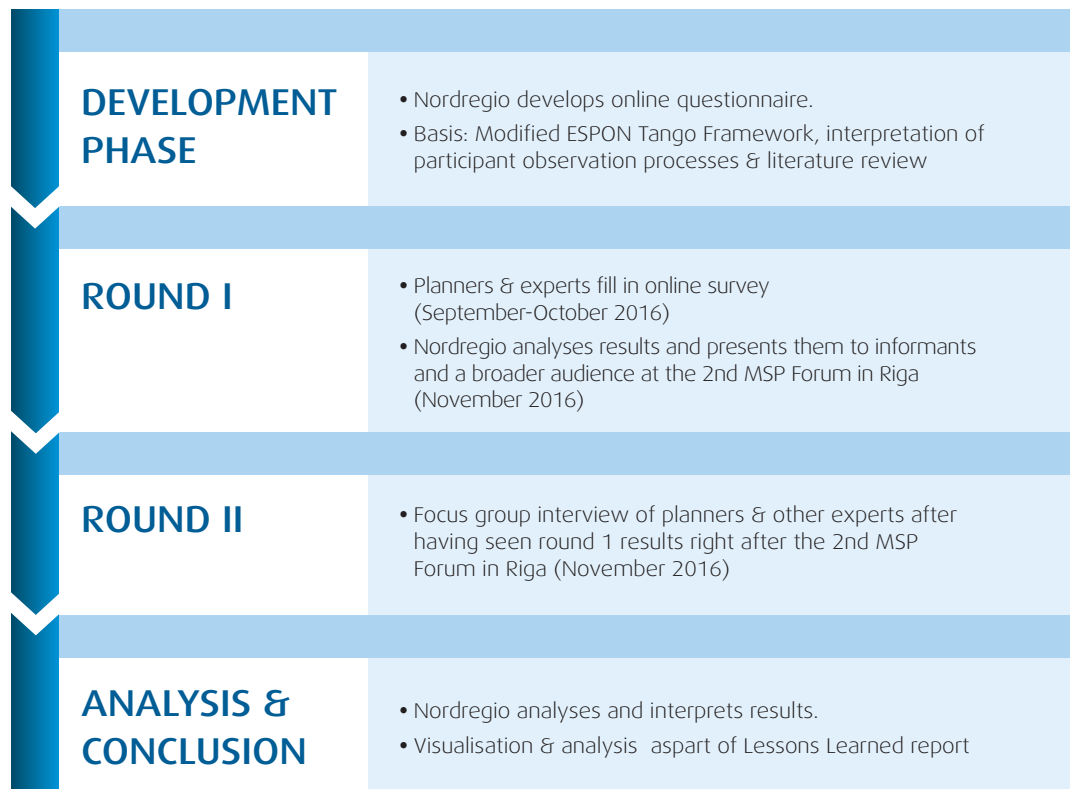 DEVELOPMENT
PHASE
• Nordregio develops online questionnaire.
• Basis: Modified ESPON Tango Framework, interpretation of
participant observation processes & literature review
ROUND I
• Planners & experts fill in online survey
(September-October 2016)
• Nordregio analyses results and presents them to informants
and a broader audience at the 2nd MSP Forum in Riga
(November 2016)
ROUND II
• Focus group interview of planners & other experts after
having seen round 1 results right after the 2nd MSP
Forum in Riga (November 2016)
ANALYSIS &
CONCLUSION
• Nordregio analyses and interprets results.
• Visualisation & analysis aspart of Lessons Learned report